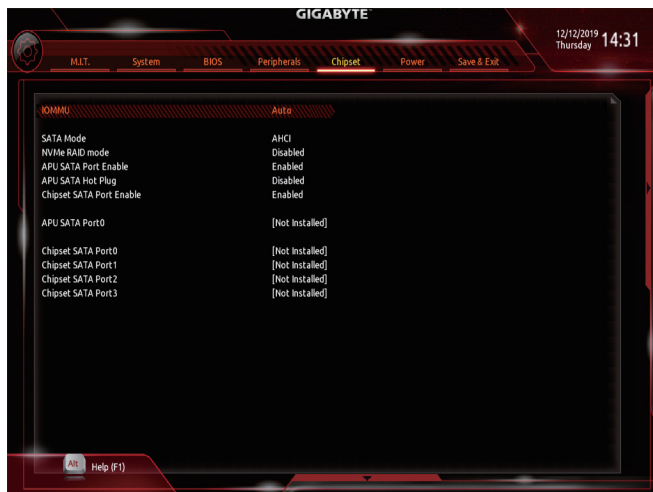 GIGABYTE
12/12/2019 Thursday 14:31
M.I.T. System BIOS Peripherals Chipset Power Save & Exit
IOMMU Auto
SATA Mode AHCI
NVMe RAID mode Disabled
APU SATA Port Enable Enabled
APU SATA Hot Plug Disabled
Chipset SATA Port Enable Enabled
APU SATA Port0 [Not Installed]
Chipset SATA Port0 [Not Installed]
Chipset SATA Port1 [Not Installed]
Chipset SATA Port2 [Not Installed]
Chipset SATA Port3 [Not Installed]
Alt Help (F1)